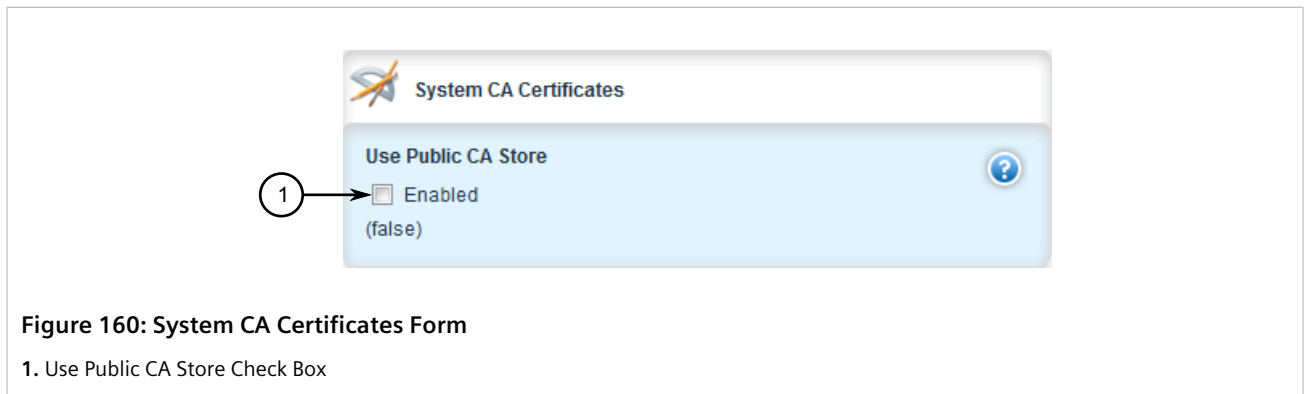 System CA Certificates
Use Public CA Store
?
1
Enabled
(false)
Figure 160: System CA Certificates Form
1. Use Public CA Store Check Box